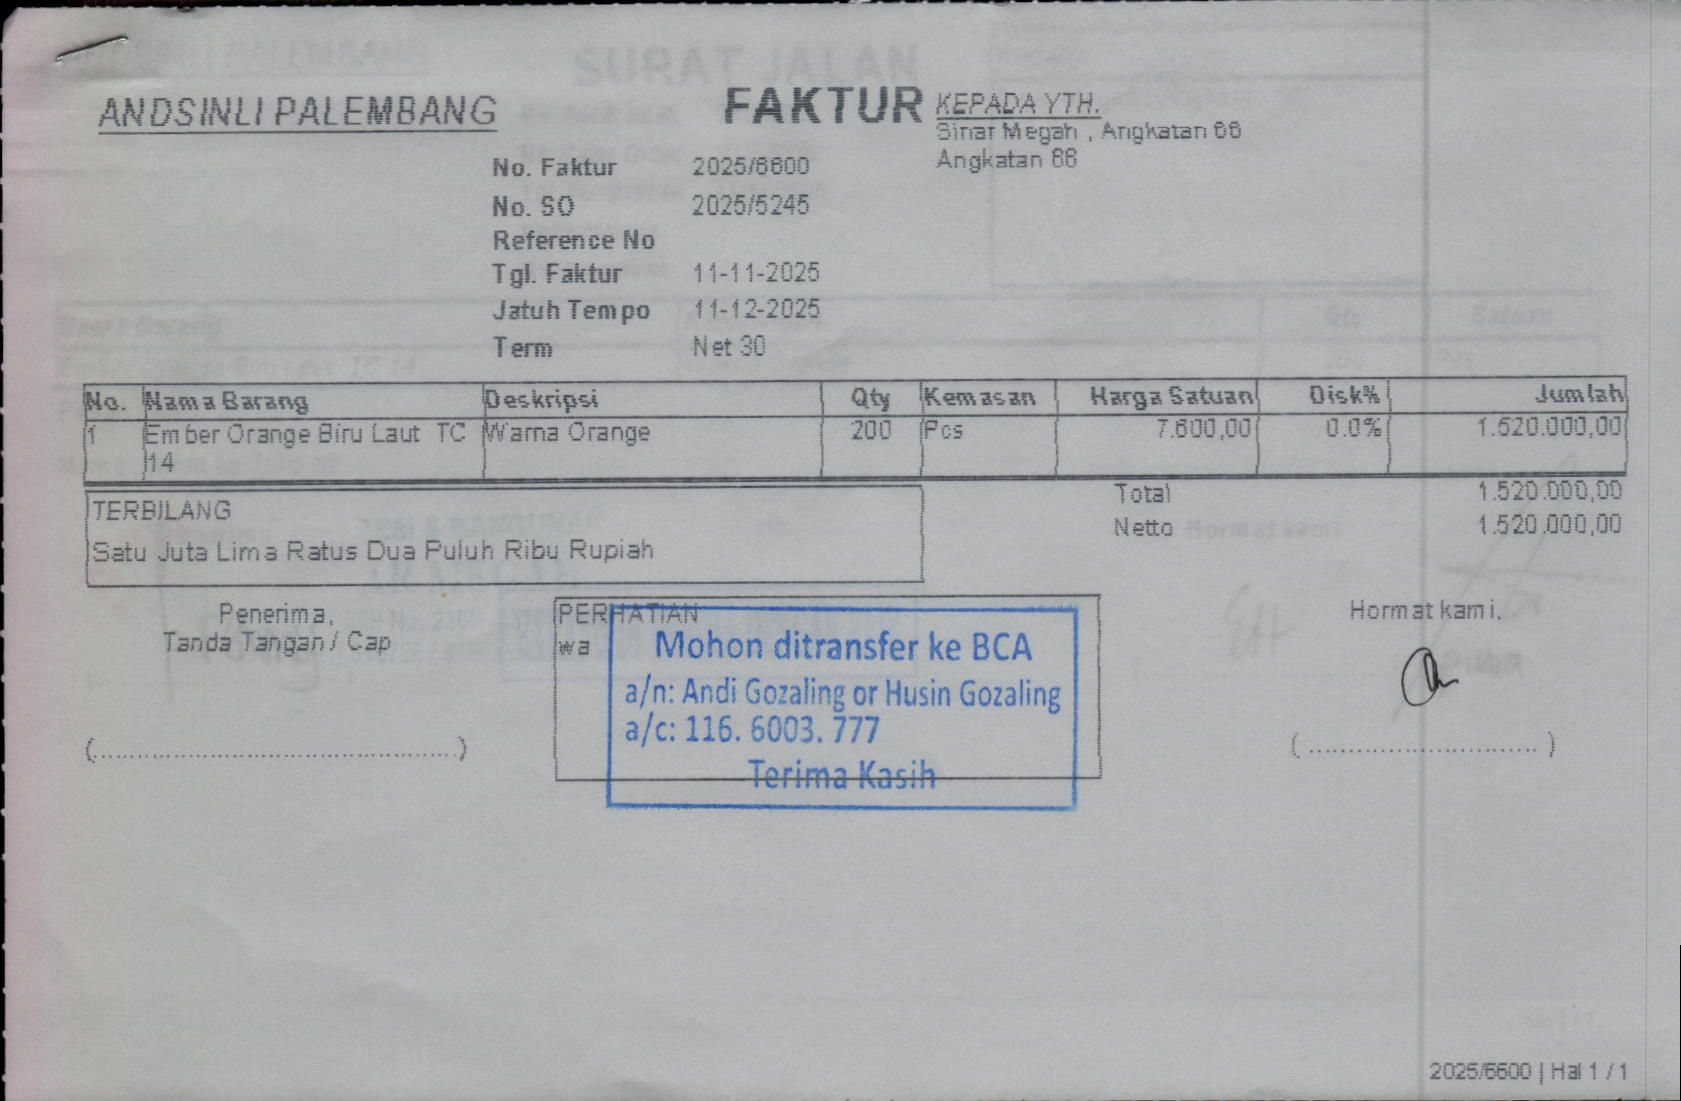 SURAT JALAN
ANDSINLI PALEMBANG
FAKTUR
KEPADA YTH.
Sinar Megah , Angkatan 66
Angkatan 66
No. Faktur 2025/6600
No. SO 2025/5245
Reference No
Tgl. Faktur 11-11-2025
Jatuh Tempo 11-12-2025
Term Net 30
No. Nama Barang Deskripsi Qty Kemasan Harga Satuan Disk% Jumlah
1 Ember Orange Biru Laut TC Warna Orange 200 Pcs 7.600,00 0.0% 1.520.000,00
14
Total 1.520.000,00
Netto 1.520.000,00
TERBILANG
Satu Juta Lima Ratus Dua Puluh Ribu Rupiah
Penerima,
Tanda Tangan / Cap
(..........................................)
PERHATIAN
wa
Mohon ditransfer ke BCA
a/n: Andi Gozaling or Husin Gozaling
a/c: 116. 6003. 777
Terima Kasih
Hormat kami.
( ............................ )
2025/6600 | Hal 1 / 1